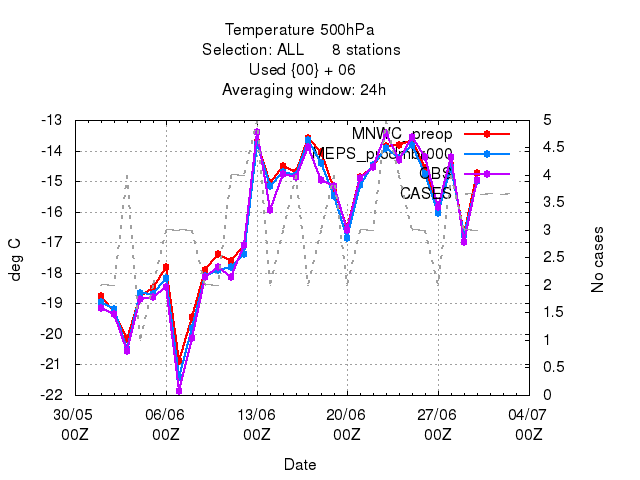 Temperature 500hPa
Selection: ALL 8 stations
Used {00} + 06
Averaging window: 24h
-13
-14
-15
-16
-17
-18
-19
-20
-21
-22
deg C
5
4.5
4
3.5
3
2.5
2
1.5
1
0.5
0
No cases
MNWC_preop
OBS
CASES
30/05 06/06 13/06 20/06 27/06 04/07
00Z 00Z 00Z 00Z 00Z 00Z
Date